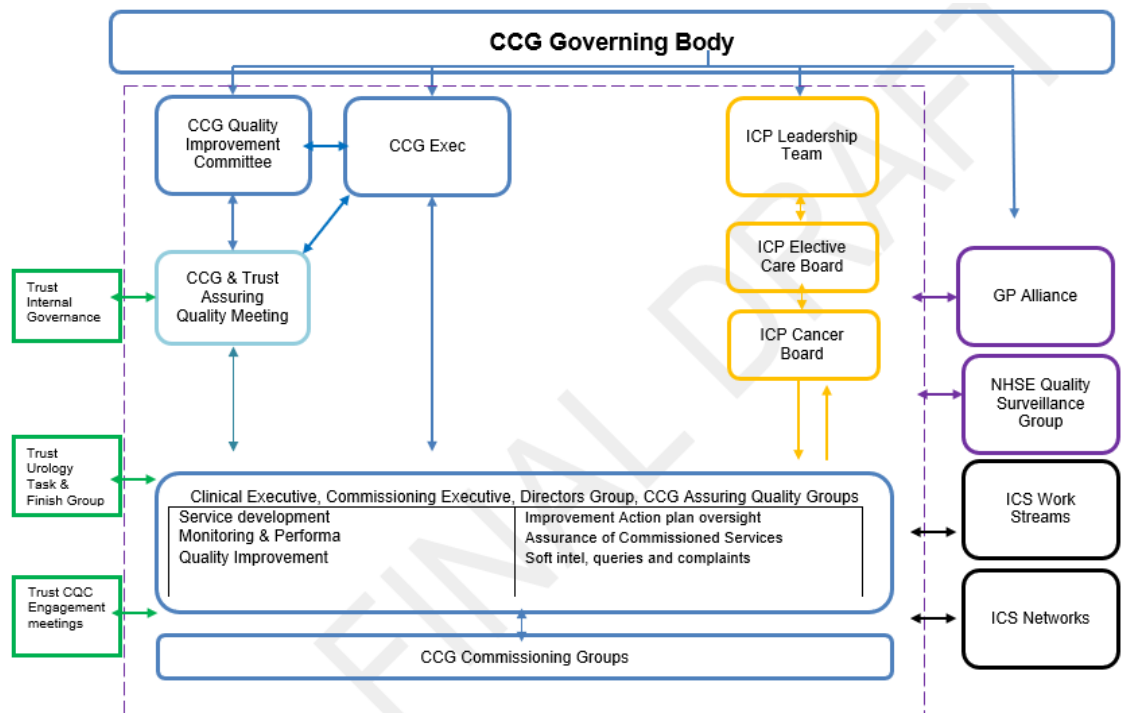 CCG Governing Body
CCG Quality
Improvement
Committee
CCG Exec
ICP Leadership
Team
CCG & Trust
Assuring
Quality Meeting
ICP Elective
Care Board
ICP Cancer
Board
Trust
Internal
Governance
GP Alliance
NHSE Quality
Surveillance
Group
Trust
Urology
Task &
Finish Group
Clinical Executive, Commissioning Executive, Directors Group, CCG Assuring Quality Groups
Service development
Monitoring & Performa
Quality Improvement
Improvement Action plan oversight
Assurance of Commissioned Services
Soft intel, queries and complaints
ICS Work
Streams
Trust CQC
Engagement
meetings
ICS Networks
CCG Commissioning Groups
FINAL DRAFT